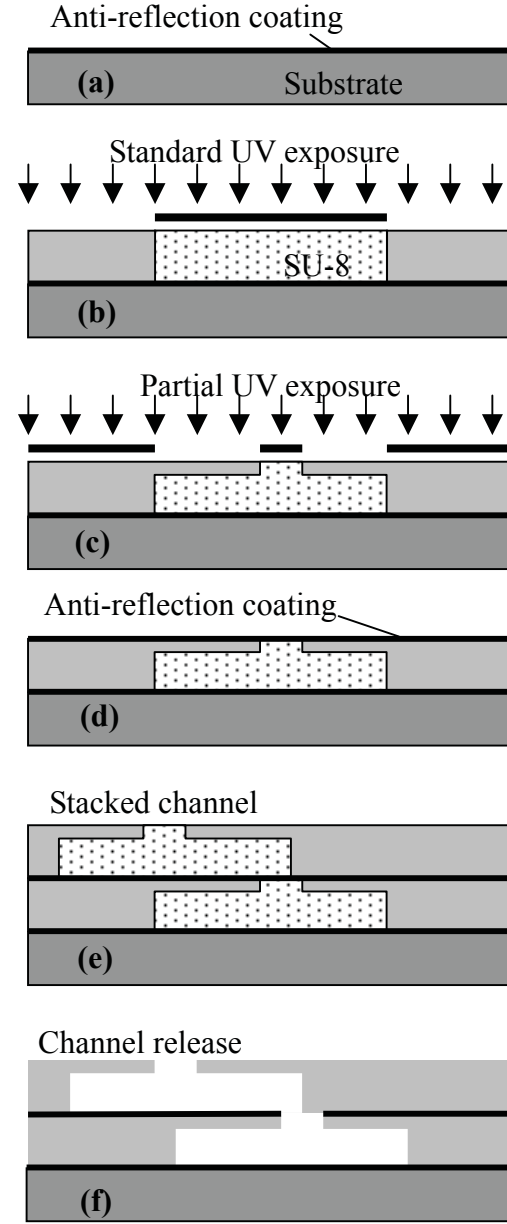 Anti-reflection coating
(a)
Substrate
Standard UV exposure
SU-8
(b)
Partial UV exposure
(c)
Anti-reflection coating
(d)
Stacked channel
(e)
Channel release
(f)